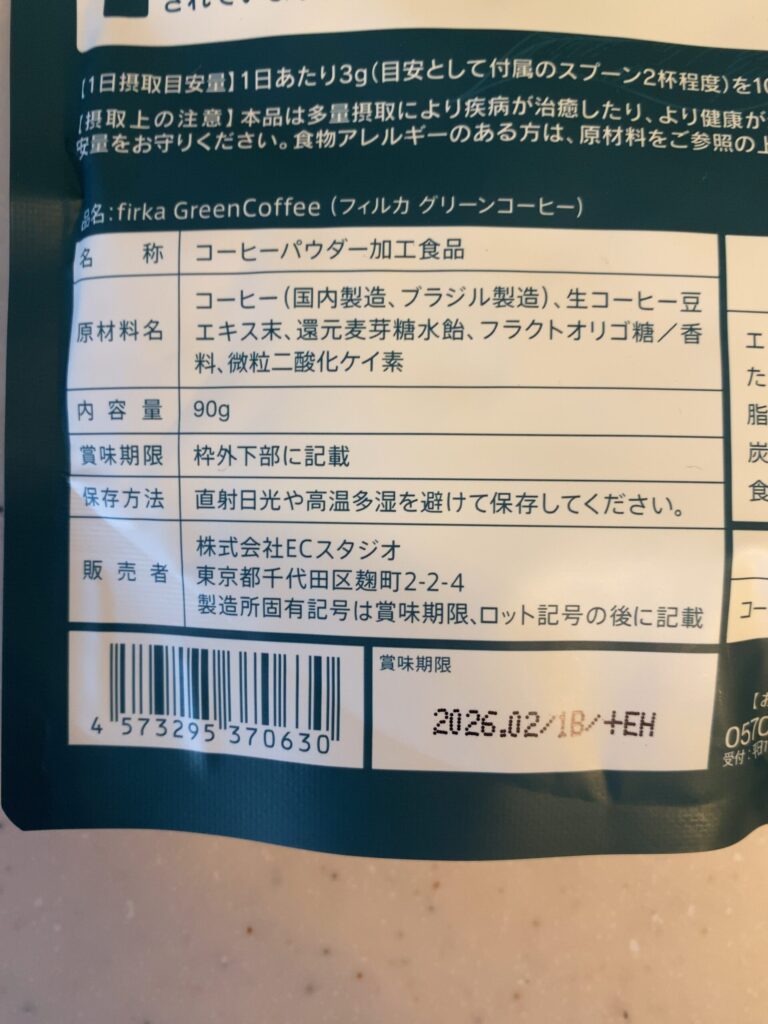 【1日摂取目安量】1日あたり3g(目安として付属のスプーン2杯程度)を10
【摂取上の注意】本品は多量摂取により疾病が治癒したり、より健康が
安量をお守りください。食物アレルギーのある方は、原材料をご参照の上
品名:firka GreenCoffee (フィルカ グリーンコーヒー)
名 称 コーヒーパウダー加工食品
原材料名 コーヒー(国内製造、ブラジル製造)、生コーヒー豆
エキス末、還元麦芽糖水飴、フラクトオリゴ糖/香
料、微粒二酸化ケイ素
内容量 90g
賞味期限 枠外下部に記載
保存方法 直射日光や高温多湿を避けて保存してください。
販売者 株式会社ECスタジオ
東京都千代田区麹町2-2-4
製造所固有記号は賞味期限、ロット記号の後に記載
エ
た
脂
炭
食
コー
4 573295 370630
賞味期限
2026.02/1B/+EH
【お
0570
受付: